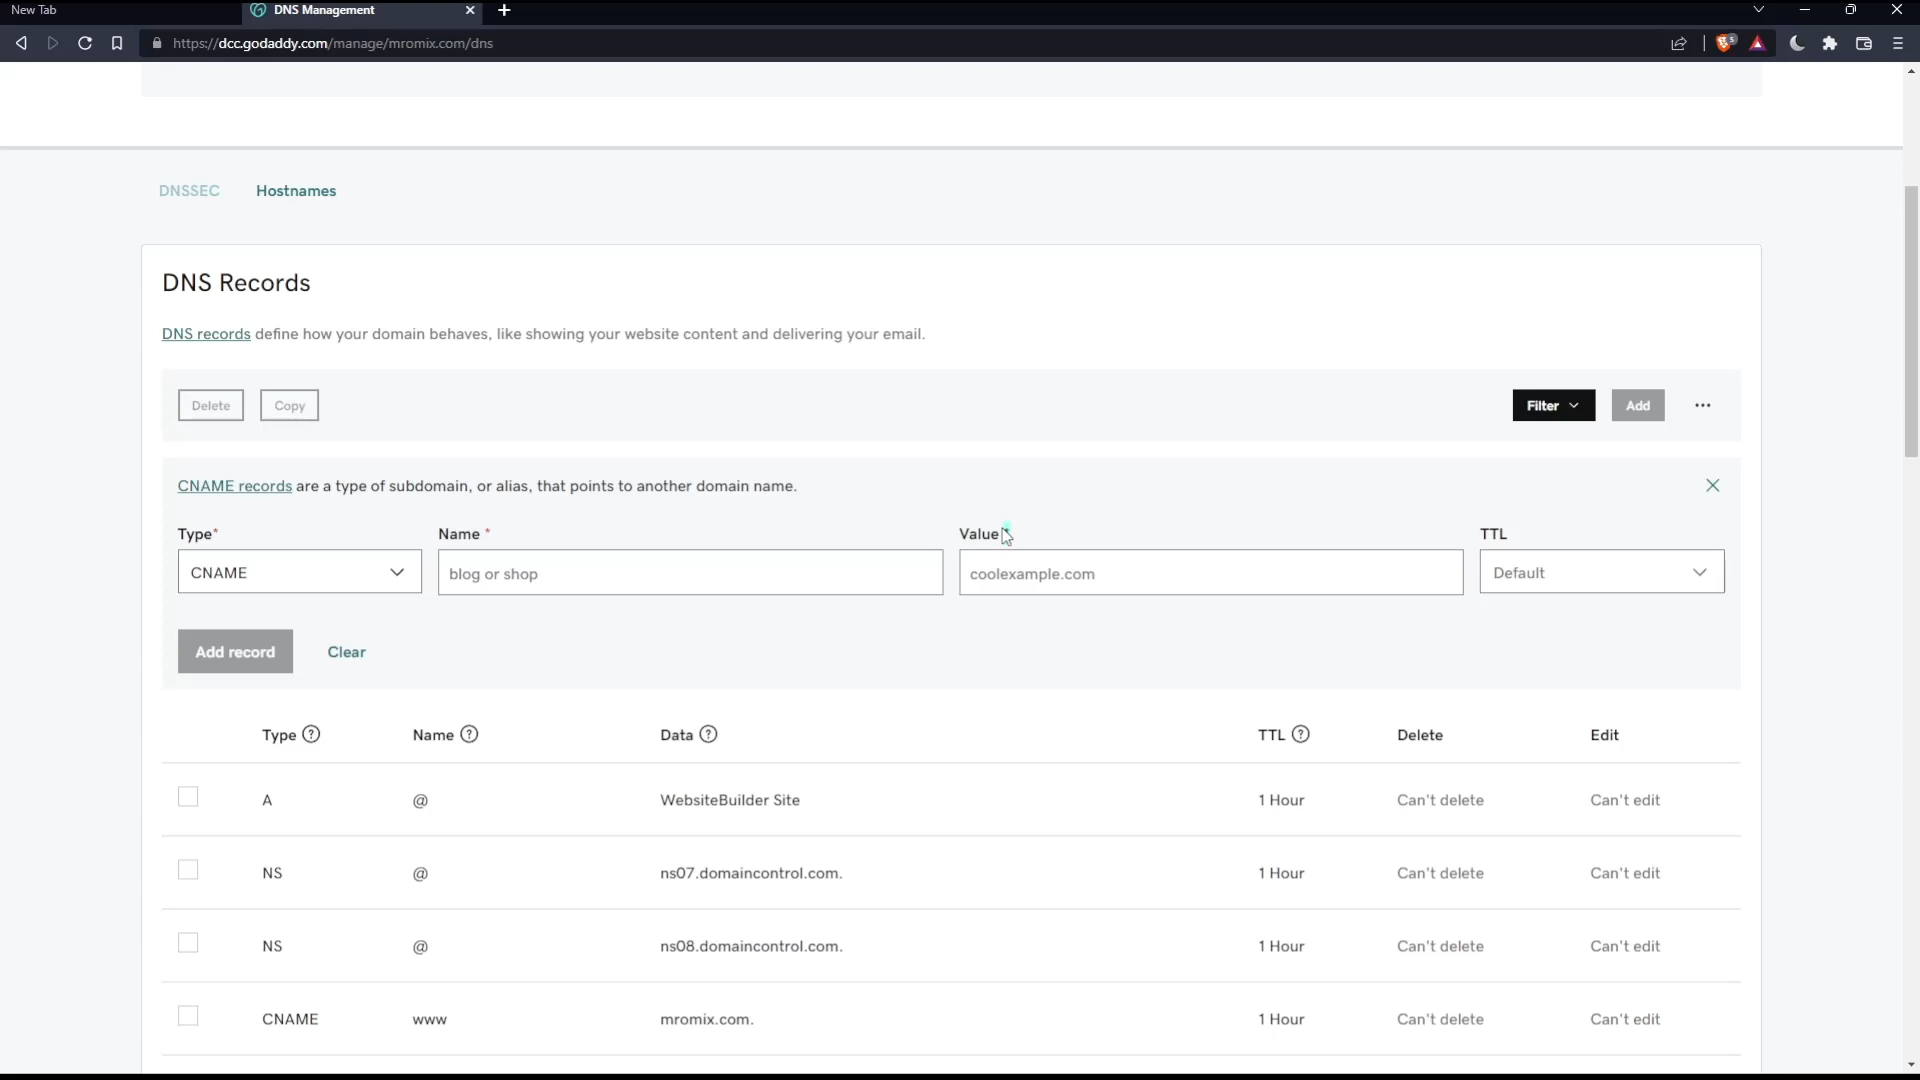 New Tab
DNS Management
https://dcc.godaddy.com/manage/mromix.com/dns
5
DNSSEC Hostnames
DNS Records
DNS records define how your domain behaves, like showing your website content and delivering your email.
Delete Copy Filter Add
CNAME records are a type of subdomain, or alias, that points to another domain name.
Type* Name * Value TTL
CNAME blog or shop coolexample.com Default
Add record Clear
Type ? Name ? Data ? TTL ? Delete Edit
A @ WebsiteBuilder Site 1 Hour Can't delete Can't edit
NS @ ns07.domaincontrol.com. 1 Hour Can't delete Can't edit
NS @ ns08.domaincontrol.com. 1 Hour Can't delete Can't edit
CNAME www mromix.com. 1 Hour Can't delete Can't edit